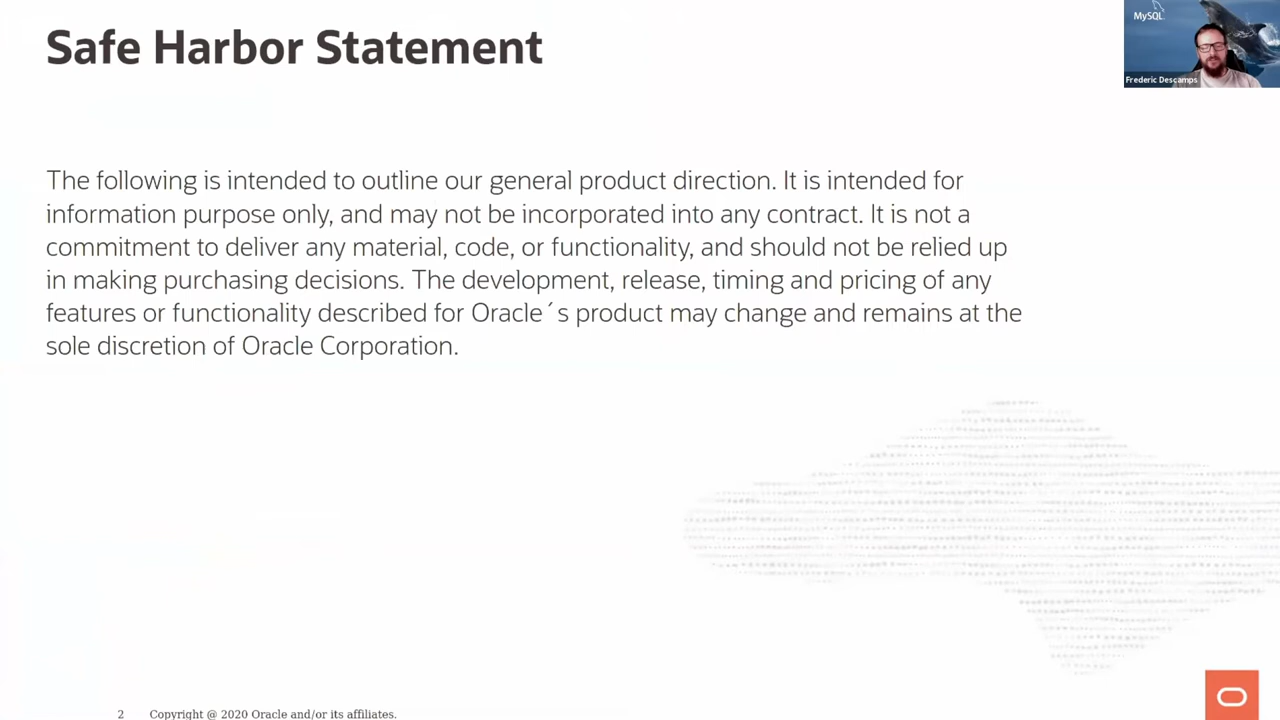 Safe Harbor Statement
MySQL
Frederic Descamps
The following is intended to outline our general product direction. It is intended for
information purpose only, and may not be incorporated into any contract. It is not a
commitment to deliver any material, code, or functionality, and should not be relied up
in making purchasing decisions. The development, release, timing and pricing of any
features or functionality described for Oracle´s product may change and remains at the
sole discretion of Oracle Corporation.
2 Copyright @ 2020 Oracle and/or its affiliates.